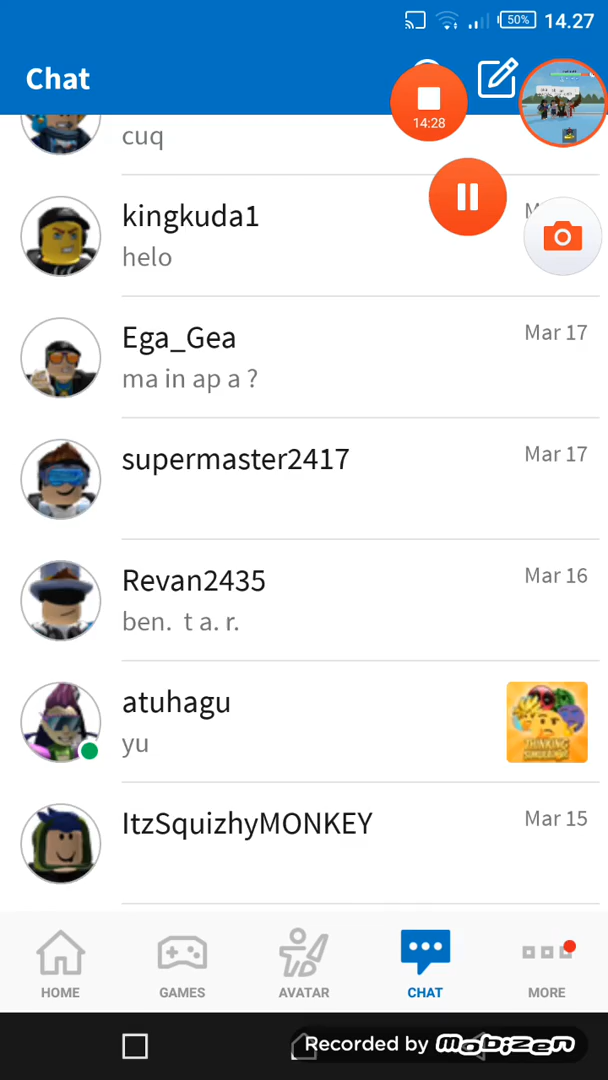 50% 14.27
Chat
14:28
cuq
kingkuda1
helo
Ega_Gea
Mar 17
ma in ap a ?
supermaster2417
Mar 17
Revan2435
Mar 16
ben. t a. r.
atuhagu
yu
THINKING
ItzSquizhyMONKEY
Mar 15
HOME
GAMES
AVATAR
CHAT
MORE
Recorded by mobizen